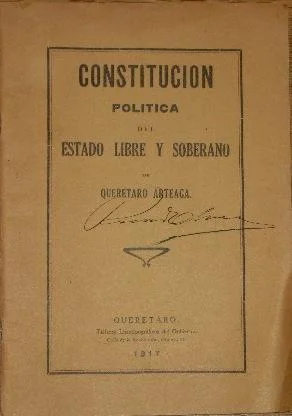 CONSTITUCION
POLITICA
DEL
ESTADO LIBRE Y SOBERANO
DE
QUERETARO ARTEAGA.
QUERETARO.
Talleres Linotipográficos del Gobierno.
1917